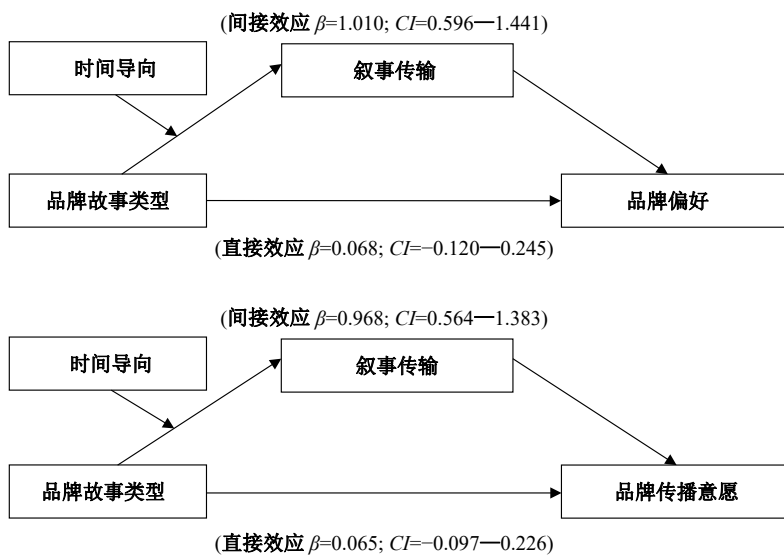 (间接效应 β=1.010; CI=0.596—1.441)
时间导向
叙事传输
品牌故事类型
品牌偏好
(直接效应 β=0.068; CI=−0.120—0.245)
(间接效应 β=0.968; CI=0.564—1.383)
时间导向
叙事传输
品牌故事类型
品牌传播意愿
(直接效应 β=0.065; CI=−0.097—0.226)